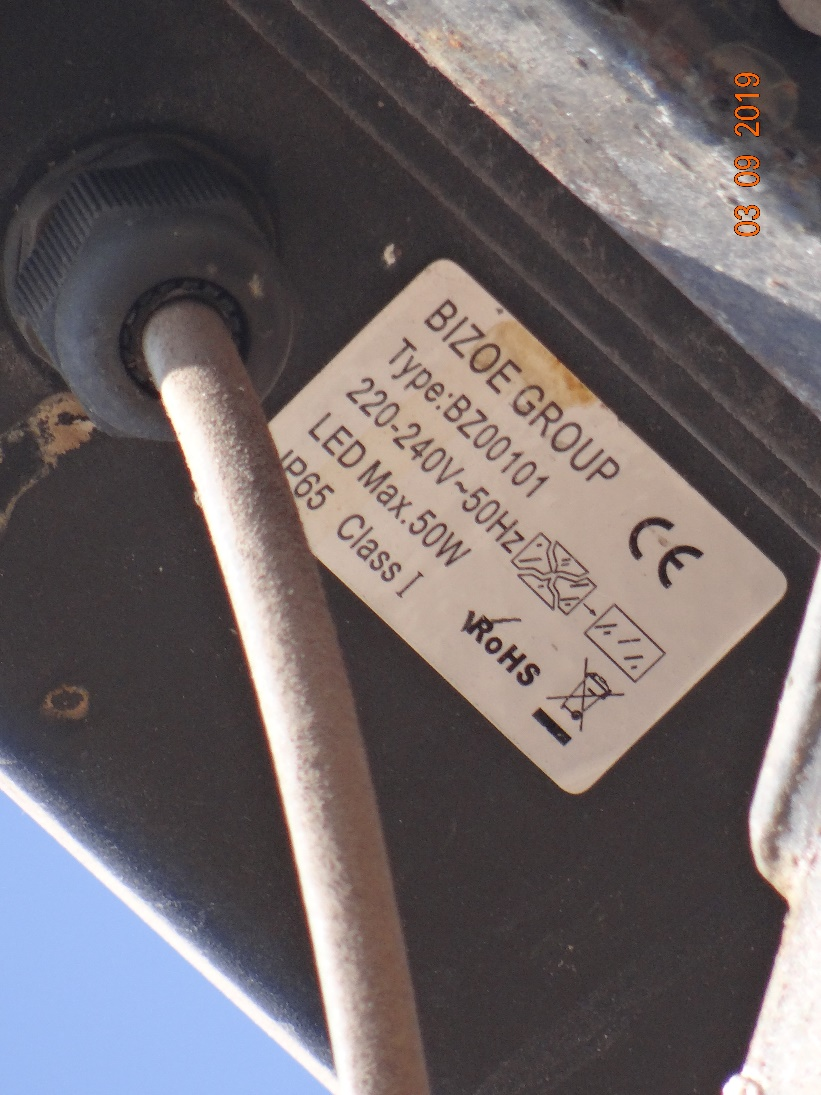 BIZOE GROUP
Type:BZ00101
220-240V~50Hz
LED Max.50W
IP65 Class I
CE
RoHS
03 09 2019